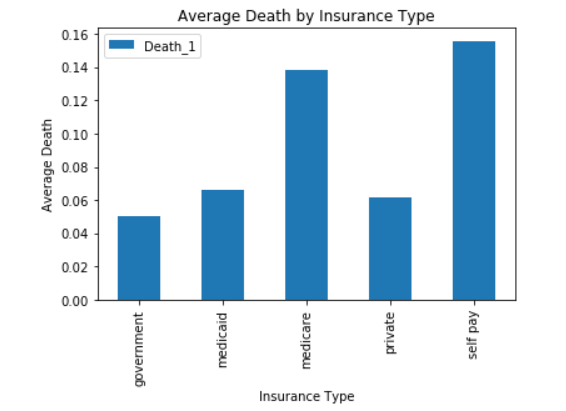 Average Death by Insurance Type
Death_1
0.16
0.14
0.12
0.10
0.08
0.06
0.04
0.02
0.00
Average Death
government
medicaid
medicare
private
self pay
Insurance Type